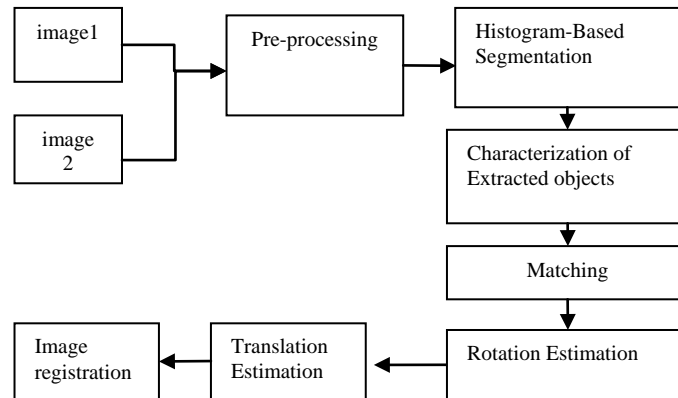 image1
Pre-processing
Histogram-Based
Segmentation
image
2
Characterization of
Extracted objects
Matching
Rotation Estimation
Translation
Estimation
Image
registration